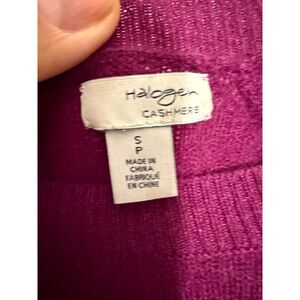 Halogen
CASHMERE
S
P
MADE IN
CHINA
FABRIQUÉ
EN CHINE